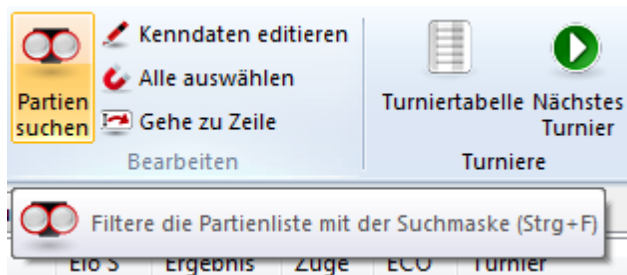 Partien suchen
Kenndaten editieren
Alle auswählen
Gehe zu Zeile
Bearbeiten
Turniertabelle
Nächstes Turnier
Turniere
Filtere die Partienliste mit der Suchmaske (Strg+F)
Elo S Ergebnis Züge ECO Turnier